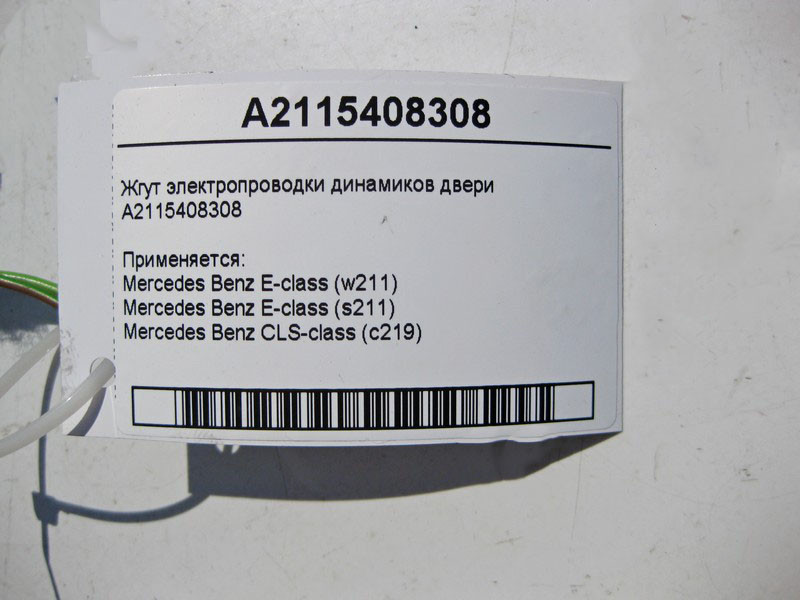 A2115408308
Жгут электропроводки динамиков двери
A2115408308
Применяется:
Mercedes Benz E-class (w211)
Mercedes Benz E-class (s211)
Mercedes Benz CLS-class (c219)